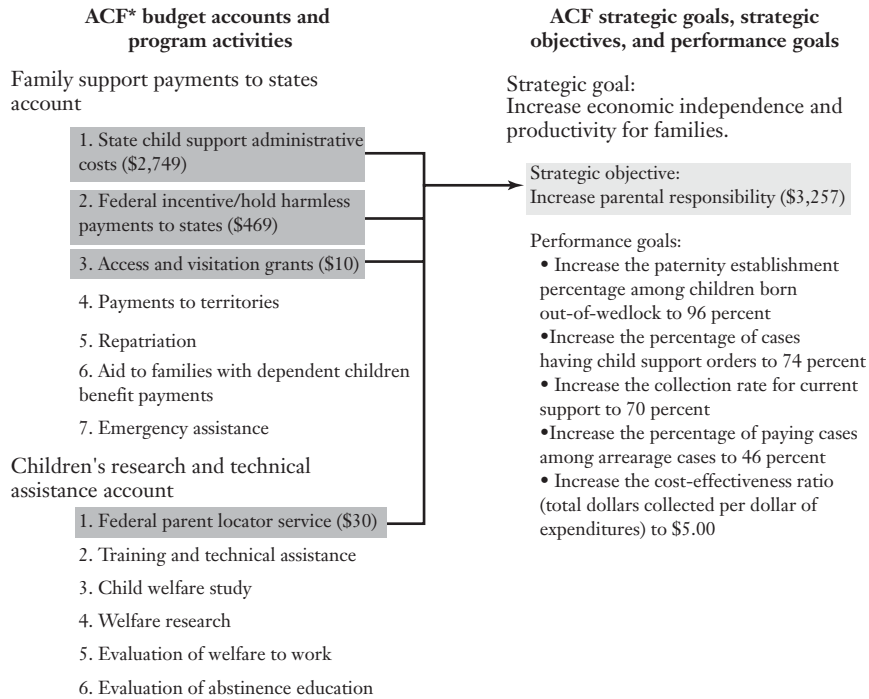 ACF* budget accounts and
program activities
Family support payments to states
account
1. State child support administrative
costs ($2,749)
2. Federal incentive/hold harmless
payments to states ($469)
3. Access and visitation grants ($10)
4. Payments to territories
5. Repatriation
6. Aid to families with dependent children
benefit payments
7. Emergency assistance
Children's research and technical
assistance account
1. Federal parent locator service ($30)
2. Training and technical assistance
3. Child welfare study
4. Welfare research
5. Evaluation of welfare to work
6. Evaluation of abstinence education
ACF strategic goals, strategic
objectives, and performance goals
Strategic goal:
Increase economic independence and
productivity for families.
Strategic objective:
Increase parental responsibility ($3,257)
Performance goals:
• Increase the paternity establishment
percentage among children born
out-of-wedlock to 96 percent
•Increase the percentage of cases
having child support orders to 74 percent
• Increase the collection rate for current
support to 70 percent
•Increase the percentage of paying cases
among arrearage cases to 46 percent
• Increase the cost-effectiveness ratio
(total dollars collected per dollar of
expenditures) to $5.00